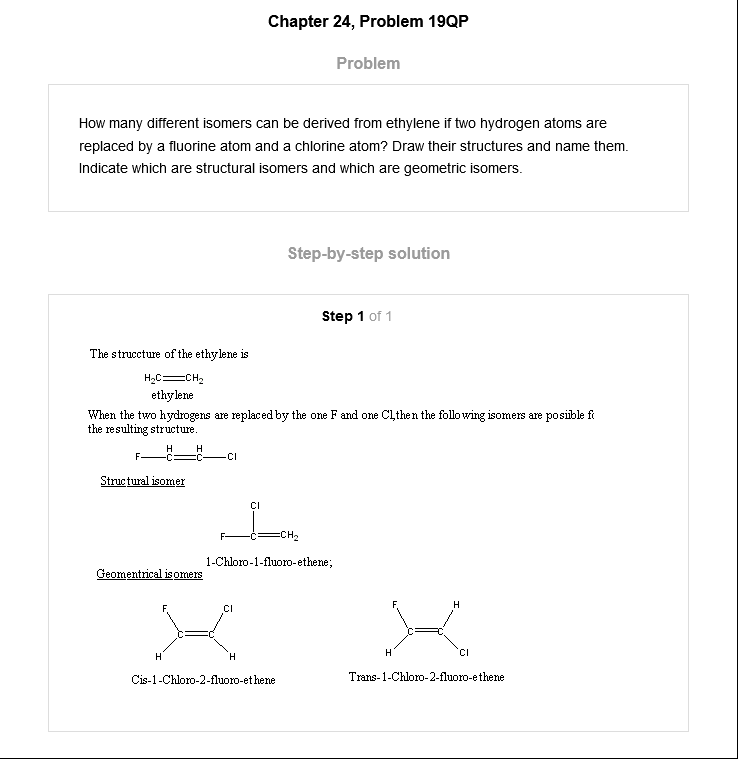 Chapter 24, Problem 19QP
Problem
How many different isomers can be derived from ethylene if two hydrogen atoms are
replaced by a fluorine atom and a chlorine atom? Draw their structures and name them.
Indicate which are structural isomers and which are geometric isomers.
Step-by-step solution
Step 1 of 1
The struccture of the ethylene is
H₂C CH₂
ethylene
When the two hydrogens are replaced by the one F and one Cl,then the following isomers are posiible f
the resulting structure.
H H
F C C Cl
Structural isomer
Cl
F C CH₂
1-Chloro-1-fluoro-ethene;
Geomentrical isomers
F Cl F H
C C C C
H H H Cl
Cis-1-Chloro-2-fluoro-ethene Trans-1-Chloro-2-fluoro-ethene